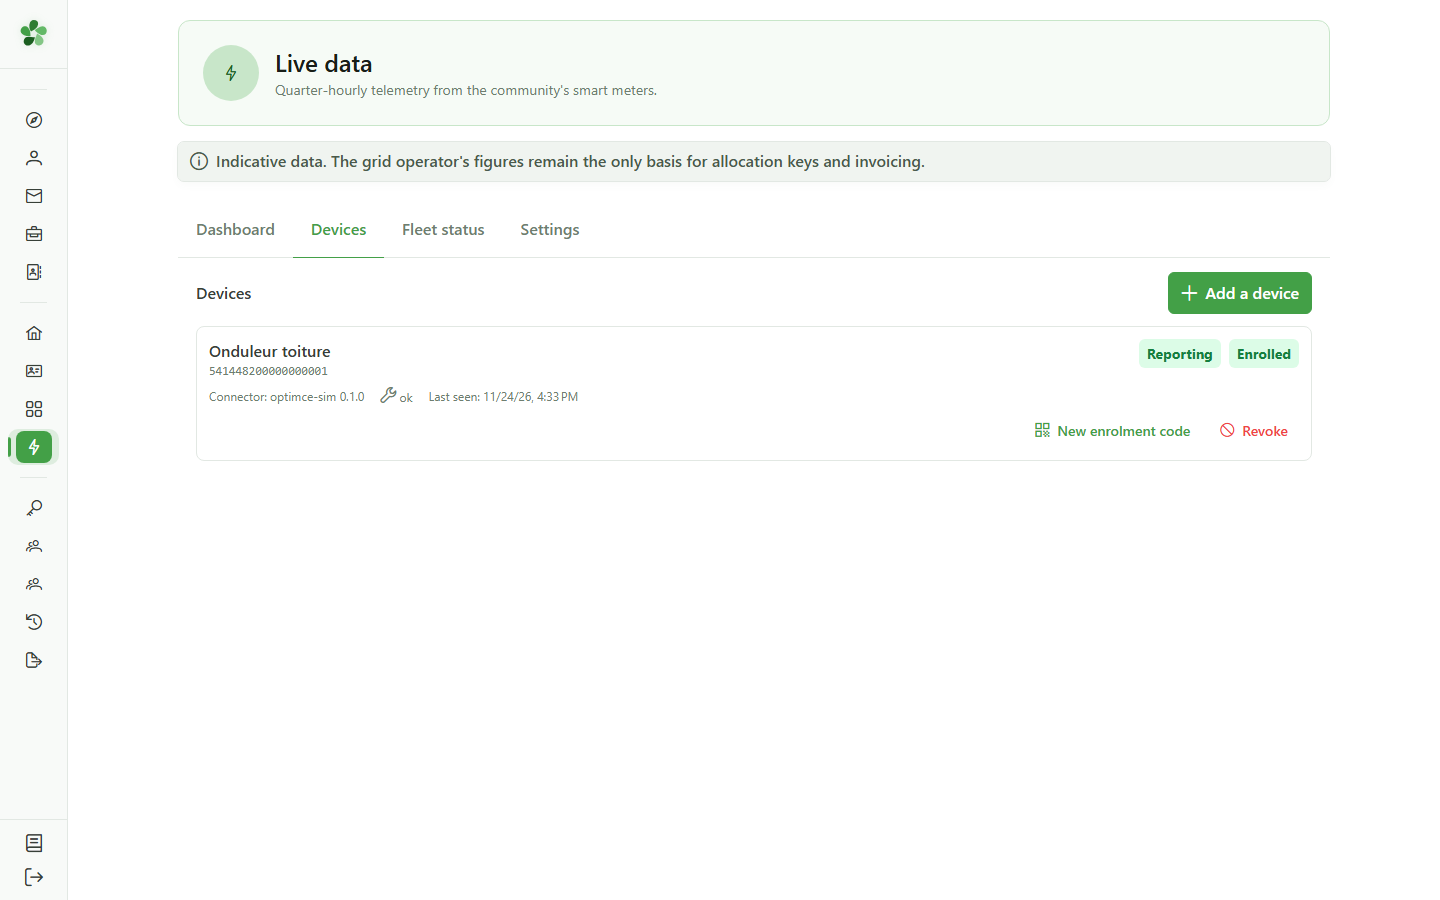 Live data
Quarter-hourly telemetry from the community's smart meters.
Indicative data. The grid operator's figures remain the only basis for allocation keys and invoicing.
Dashboard Devices Fleet status Settings
Devices
Add a device
Onduleur toiture
Reporting Enrolled
541448200000000001
Connector: optimce-sim 0.1.0 ok Last seen: 11/24/26, 4:33 PM
New enrolment code Revoke